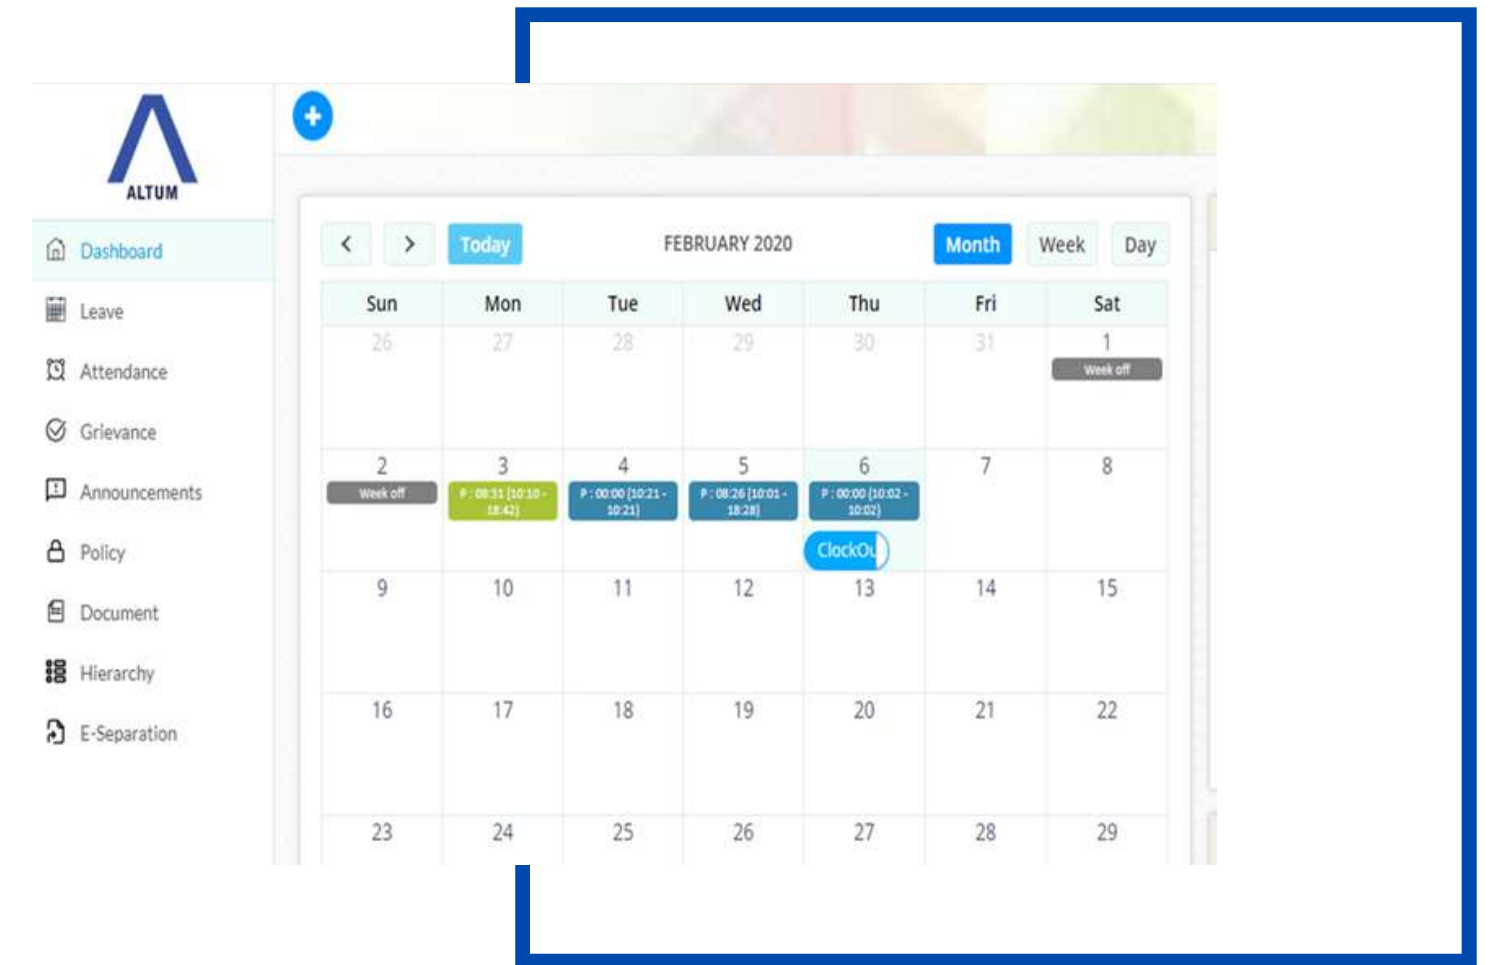 ALTUM
Dashboard
Leave
Attendance
Grievance
Announcements
Policy
Document
Hierarchy
E-Separation
Today
FEBRUARY 2020
Month Week Day
Sun Mon Tue Wed Thu Fri Sat
26 27 28 29 30 31 1
Week off
2 3 4 5 6 7 8
Week off
P : 08:31 [10:10 -
18:42]
P : 00:00 [10:21 -
10:21]
P : 08:26 [10:01 -
18:28]
P : 00:00 [10:02 -
10:02]
ClockOu
9 10 11 12 13 14 15
16 17 18 19 20 21 22
23 24 25 26 27 28 29